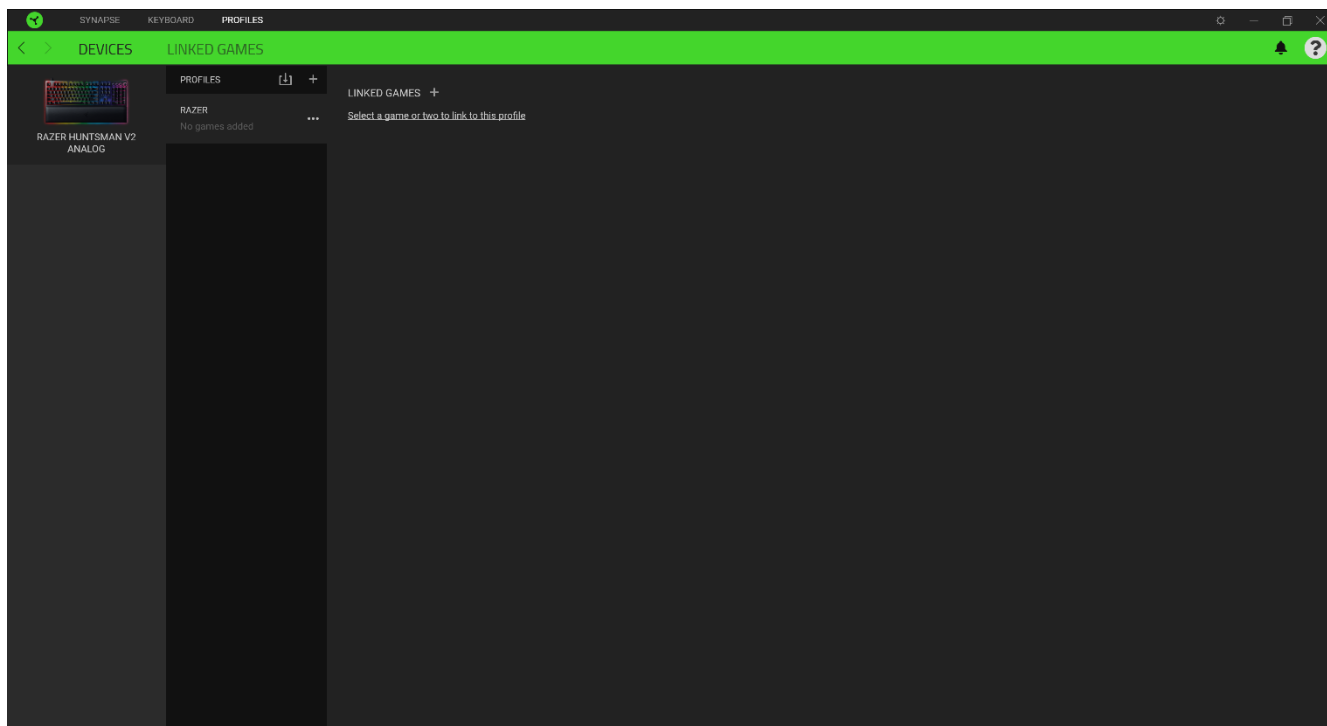 SYNAPSE KEYBOARD PROFILES
DEVICES LINKED GAMES
RAZER HUNTSMAN V2
ANALOG
PROFILES
RAZER
No games added
LINKED GAMES
Select a game or two to link to this profile